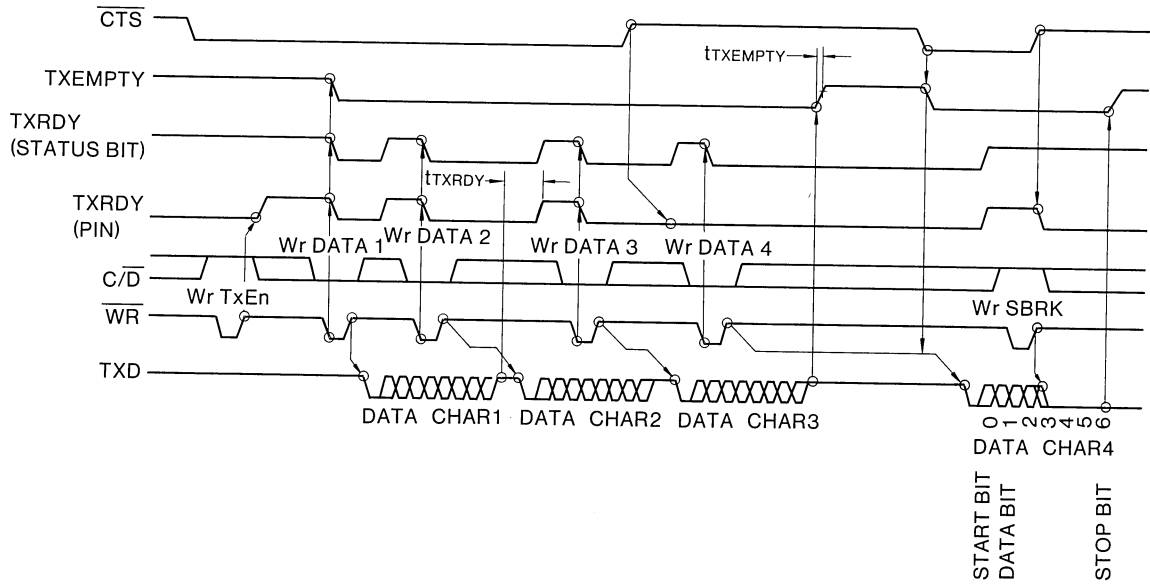 CTS
tTXEMPTY
TXEMPTY
TXRDY
(STATUS BIT)
tTXRDY
TXRDY
(PIN)
Wr DATA 1
Wr DATA 2
Wr DATA 3
Wr DATA 4
C/D
Wr TxEn
Wr SBRK
WR
TXD
DATA CHAR1
DATA CHAR2
DATA CHAR3
0 1 2 3 4 5 6
DATA CHAR4
START BIT
DATA BIT
STOP BIT